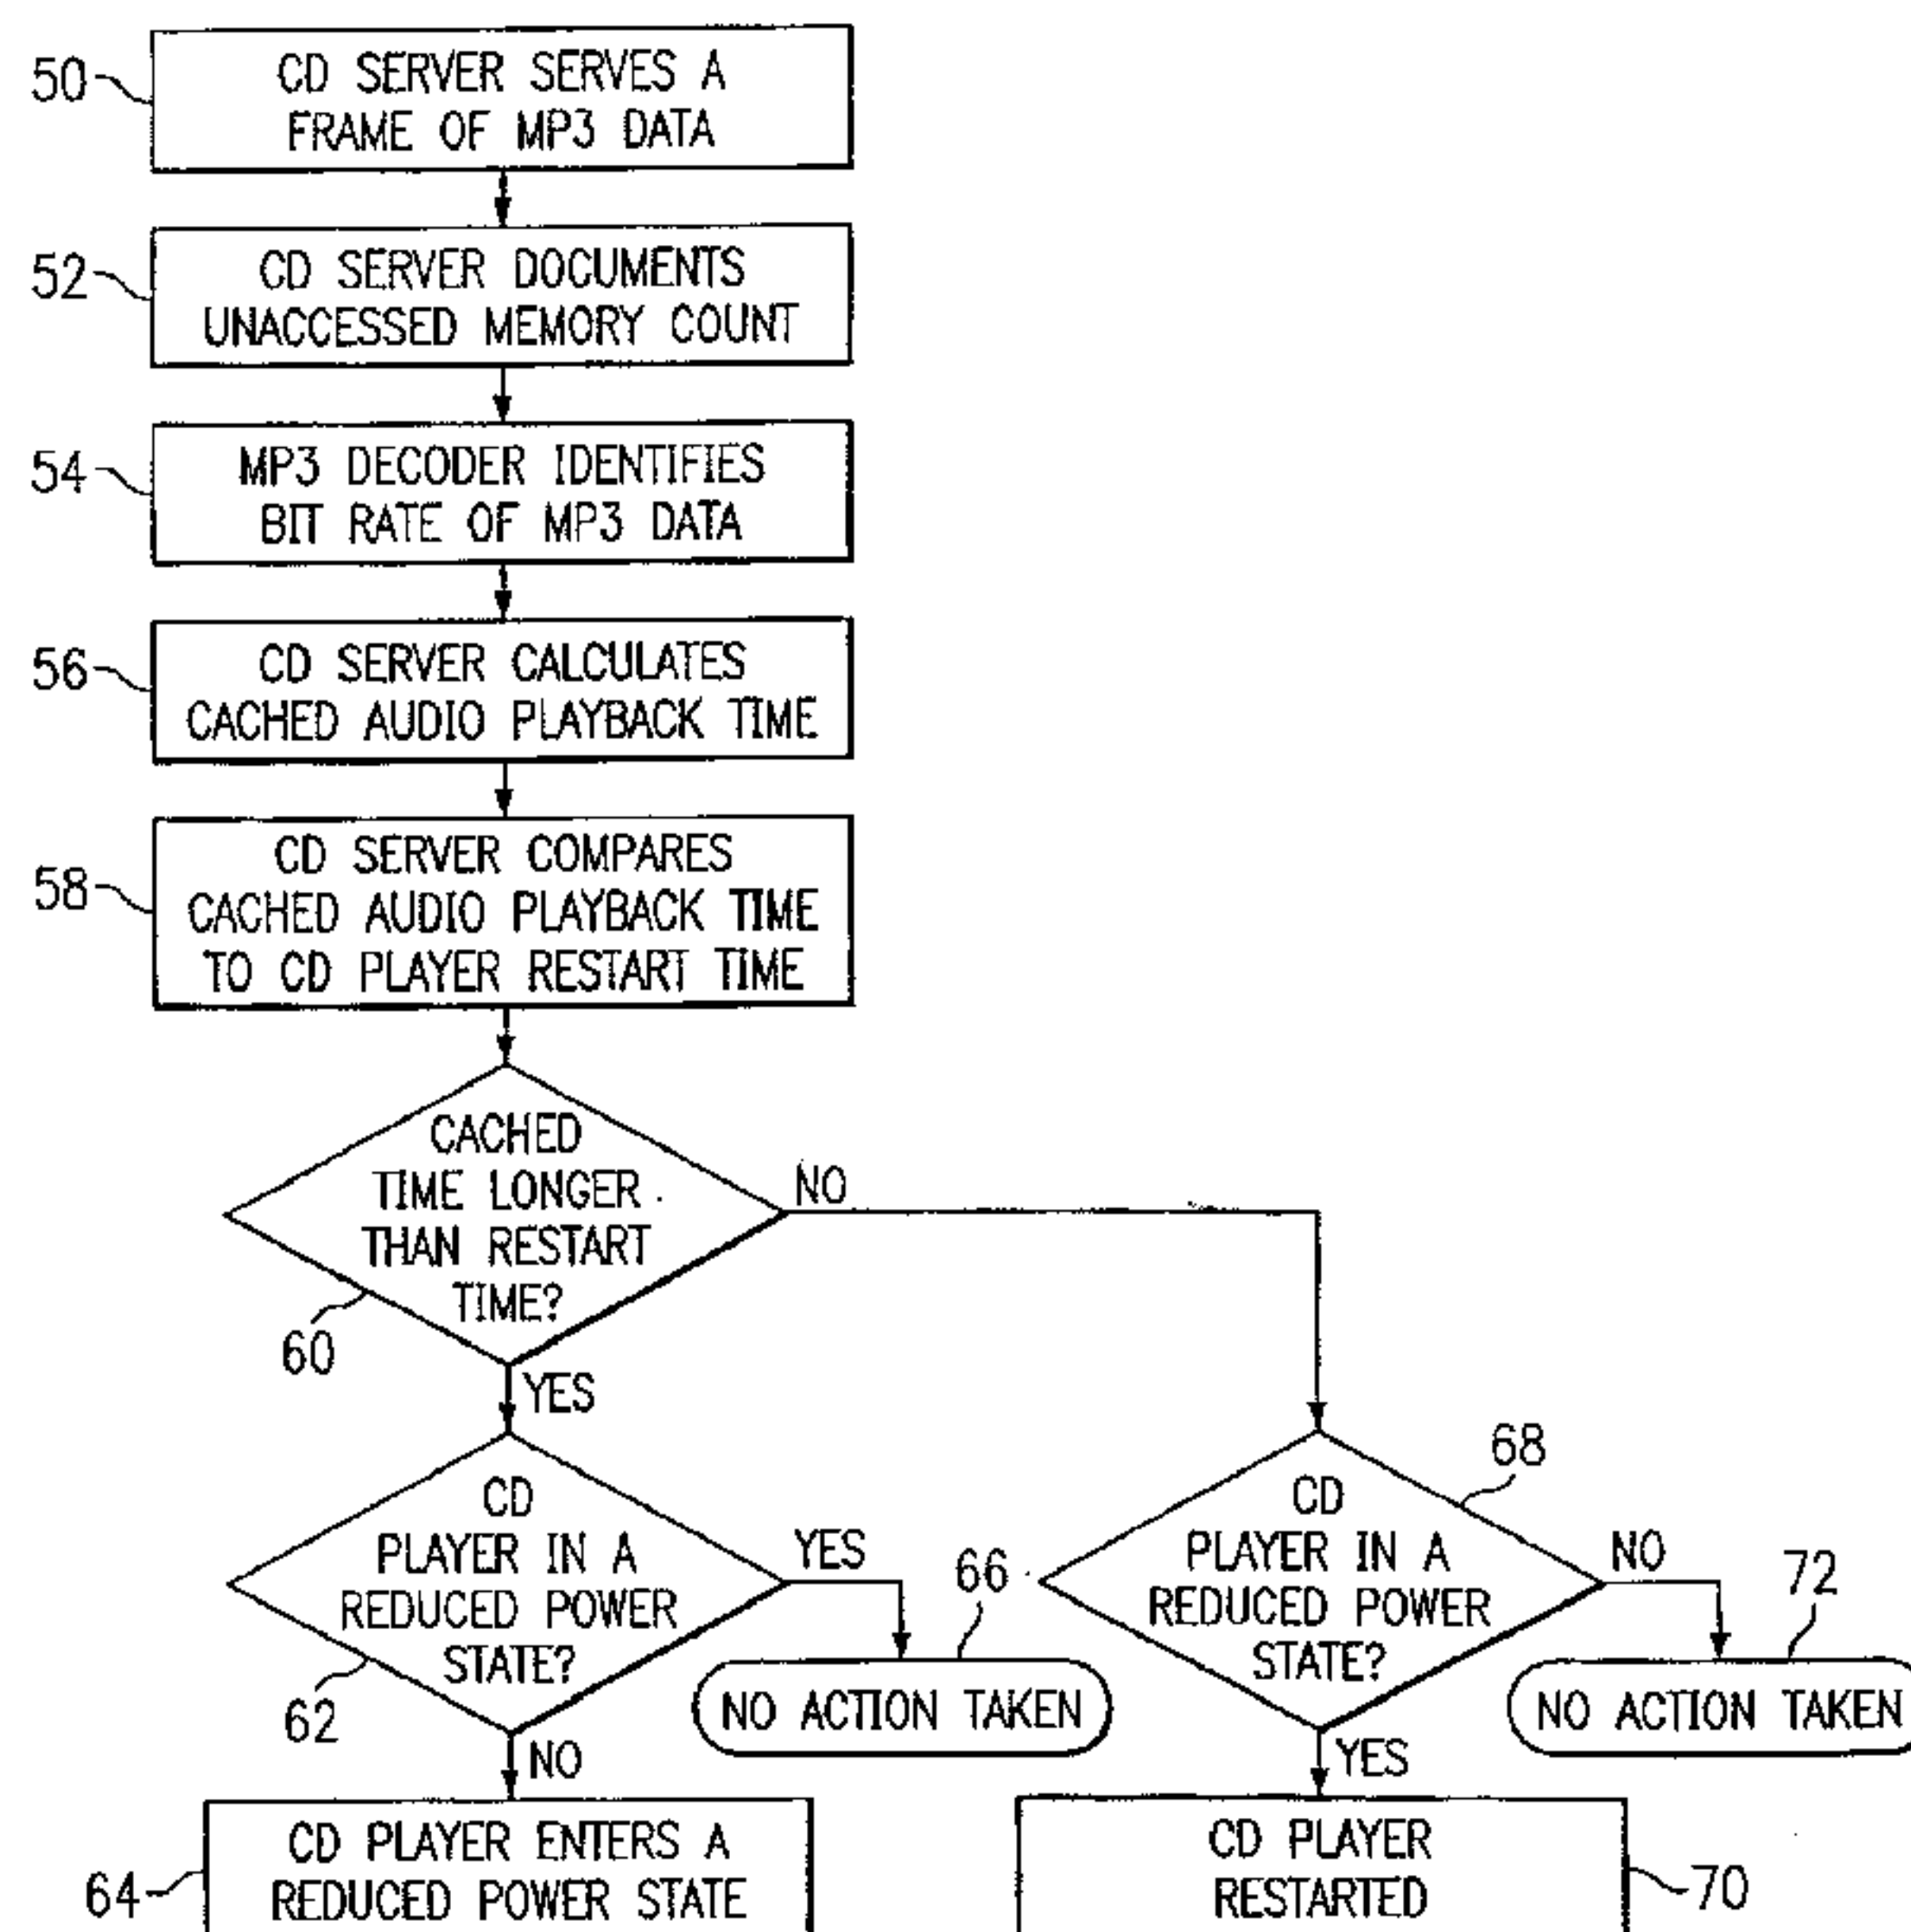 50
CD SERVER SERVES A
FRAME OF MP3 DATA
52
CD SERVER DOCUMENTS
UNACCESSED MEMORY COUNT
54
MP3 DECODER IDENTIFIES
BIT RATE OF MP3 DATA
56
CD SERVER CALCULATES
CACHED AUDIO PLAYBACK TIME
58
CD SERVER COMPARES
CACHED AUDIO PLAYBACK TIME
TO CD PLAYER RESTART TIME
CACHED
TIME LONGER
THAN RESTART
TIME?
60
NO
YES
CD
PLAYER IN A
REDUCED POWER
STATE?
62
YES
66
NO ACTION TAKEN
NO
64
CD PLAYER ENTERS A
REDUCED POWER STATE
68
CD
PLAYER IN A
REDUCED POWER
STATE?
NO
72
NO ACTION TAKEN
YES
CD PLAYER
RESTARTED
70